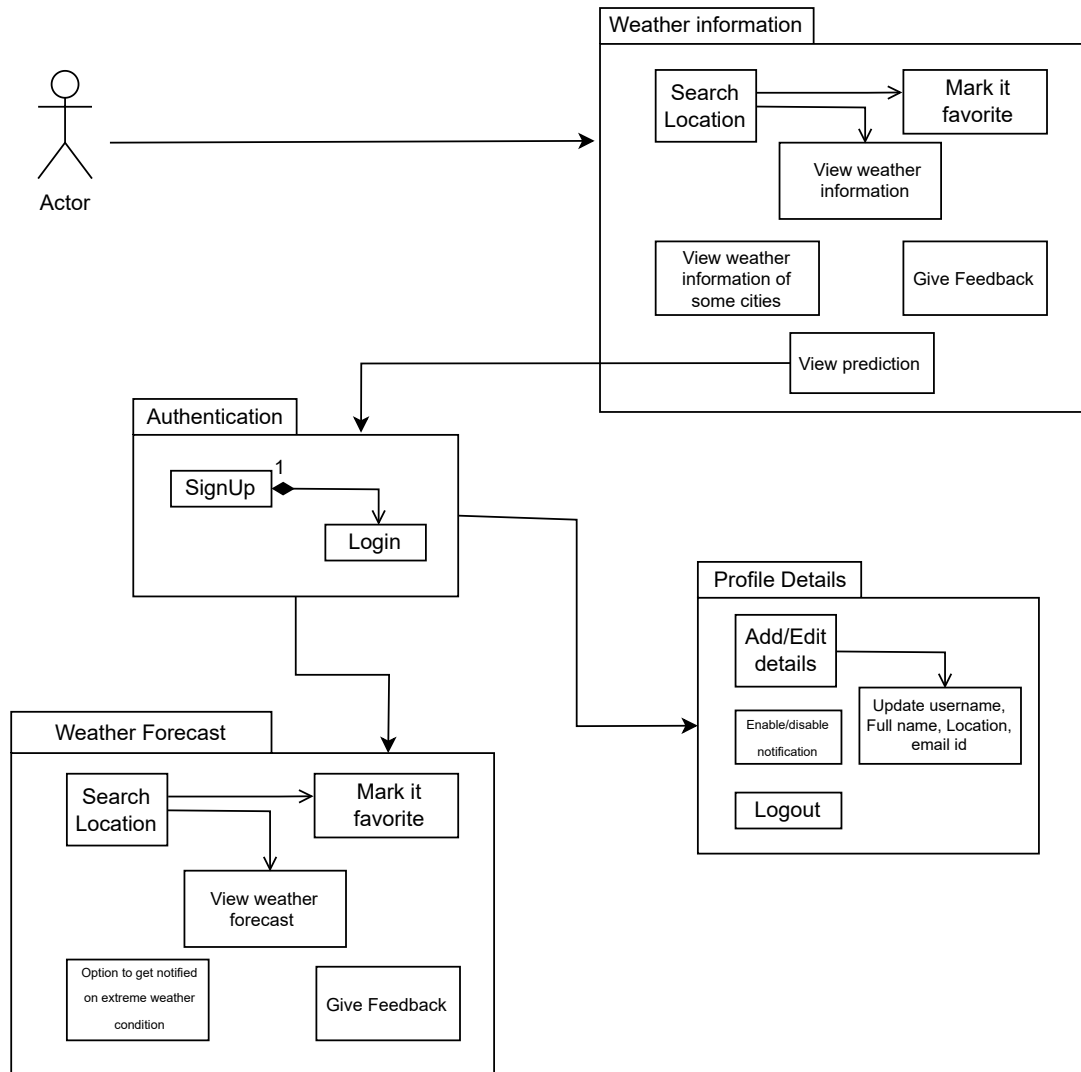 Weather information
Search
Location
Mark it
favorite
View weather
information
View weather
information of
some cities
Give Feedback
View prediction
Actor
Authentication
SignUp
1
Login
Profile Details
Add/Edit
details
Update username,
Full name, Location,
email id
Enable/disable
notification
Logout
Weather Forecast
Search
Location
Mark it
favorite
View weather
forecast
Option to get notified
on extreme weather
condition
Give Feedback